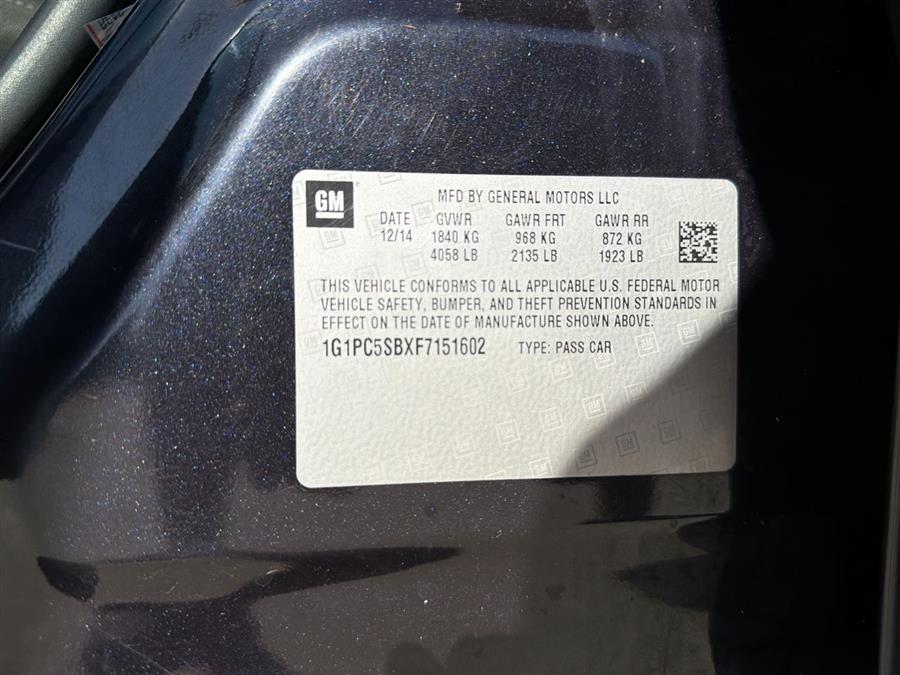 GM
MFD BY GENERAL MOTORS LLC
DATE GVWR GAWR FRT GAWR RR
12/14 1840 KG 968 KG 872 KG
4058 LB 2135 LB 1923 LB
THIS VEHICLE CONFORMS TO ALL APPLICABLE U.S. FEDERAL MOTOR
VEHICLE SAFETY, BUMPER, AND THEFT PREVENTION STANDARDS IN
EFFECT ON THE DATE OF MANUFACTURE SHOWN ABOVE.
1G1PC5SBXF7151602 TYPE: PASS CAR